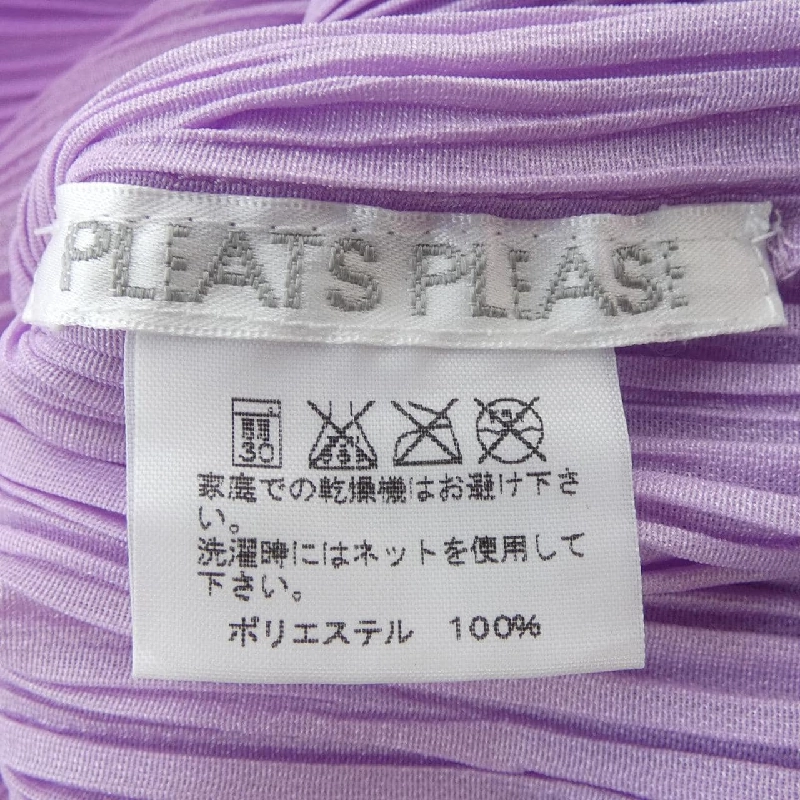 PLEATS PLEASE
弱
30
家庭での乾燥機はお避け下さ
い。
洗濯時にはネットを使用して
下さい。
ポリエステル 100%